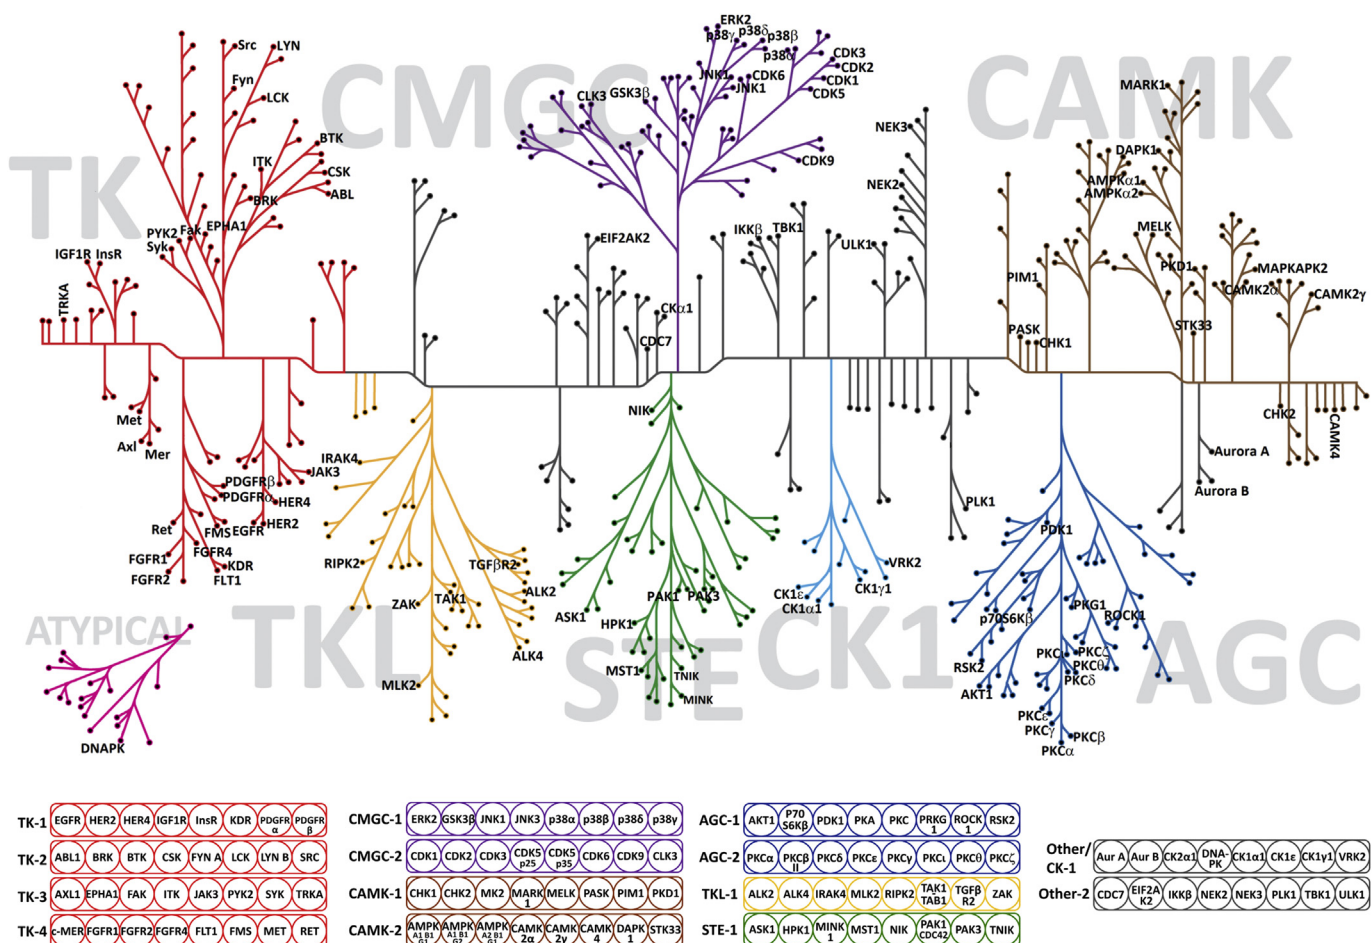 TK
CMGC
CAMK
ATYPICAL
TKL
STE
CK1
AGC
Src
LYN
Fyn
LCK
BTK
ITK
CSK
BRK
ABL
PYK2
Fak
EPHA1
Syk
IGF1R
InsR
TRKA
Met
Axl
Mer
PDGFRβ
PDGFRα
JAK3
HER4
HER2
EGFR
FMS
Ret
FGFR1
FGFR2
FGFR4
KDR
FLT1
ERK2
p38γ
p38δ
p38β
p38α
CDK3
CDK2
CDK1
CDK5
CDK6
JNK1
JNK1
GSK3β
CLK3
CDK9
EIF2AK2
CKα1
CDC7
IKKβ
TBK1
ULK1
NEK3
NEK2
MARK1
DAPK1
AMPKα1
AMPKα2
MELK
PKD1
MAPKAPK2
CAMK2α
CAMK2γ
STK33
PIM1
PASK
CHK1
CHK2
CAMK4
Aurora A
Aurora B
PLK1
IRAK4
RIPK2
ZAK
TAK1
TGFβR2
ALK2
ALK4
MLK2
NIK
ASK1
HPK1
PAK1
PAK3
MST1
TNIK
MINK
VRK2
CK1ε
CK1α1
CK1γ1
PDK1
p70S6Kβ
PKG1
ROCK1
RSK2
AKT1
PKCι
PKCζ
PKCθ
PKCδ
PKCε
PKCγ
PKCβ
PKCα
DNAPK
TK-1 EGFR HER2 HER4 IGF1R InsR KDR PDGFR α PDGFR β
TK-2 ABL1 BRK BTK CSK FYN A LCK LYN B SRC
TK-3 AXL1 EPHA1 FAK ITK JAK3 PYK2 SYK TRKA
TK-4 c-MER FGFR1 FGFR2 FGFR4 FLT1 FMS MET RET
CMGC-1 ERK2 GSK3β JNK1 JNK3 p38α p38β p38δ p38γ
CMGC-2 CDK1 CDK2 CDK3 CDK5 p25 CDK5 p35 CDK6 CDK9 CLK3
CAMK-1 CHK1 CHK2 MK2 MARK 1 MELK PASK PIM1 PKD1
CAMK-2 AMPK A1 B1 G1 AMPK A1 B1 G2 AMPK A2 B1 G1 CAMK 2α CAMK 2γ CAMK 4 DAPK 1 STK33
AGC-1 AKT1 P70 S6Kβ PDK1 PKA PKC PRKG 1 ROCK 1 RSK2
AGC-2 PKCα PKCβ II PKCδ PKCε PKCγ PKCι PKCθ PKCζ
TKL-1 ALK2 ALK4 IRAK4 MLK2 RIPK2 TAK1 TAB1 TGFβ R2 ZAK
STE-1 ASK1 HPK1 MINK 1 MST1 NIK PAK1 CDC42 PAK3 TNIK
Other/
CK-1 Aur A Aur B CK2α1 DNA-PK CK1α1 CK1ε CK1γ1 VRK2
Other-2 CDC7 EIF2A K2 IKKβ NEK2 NEK3 PLK1 TBK1 ULK1